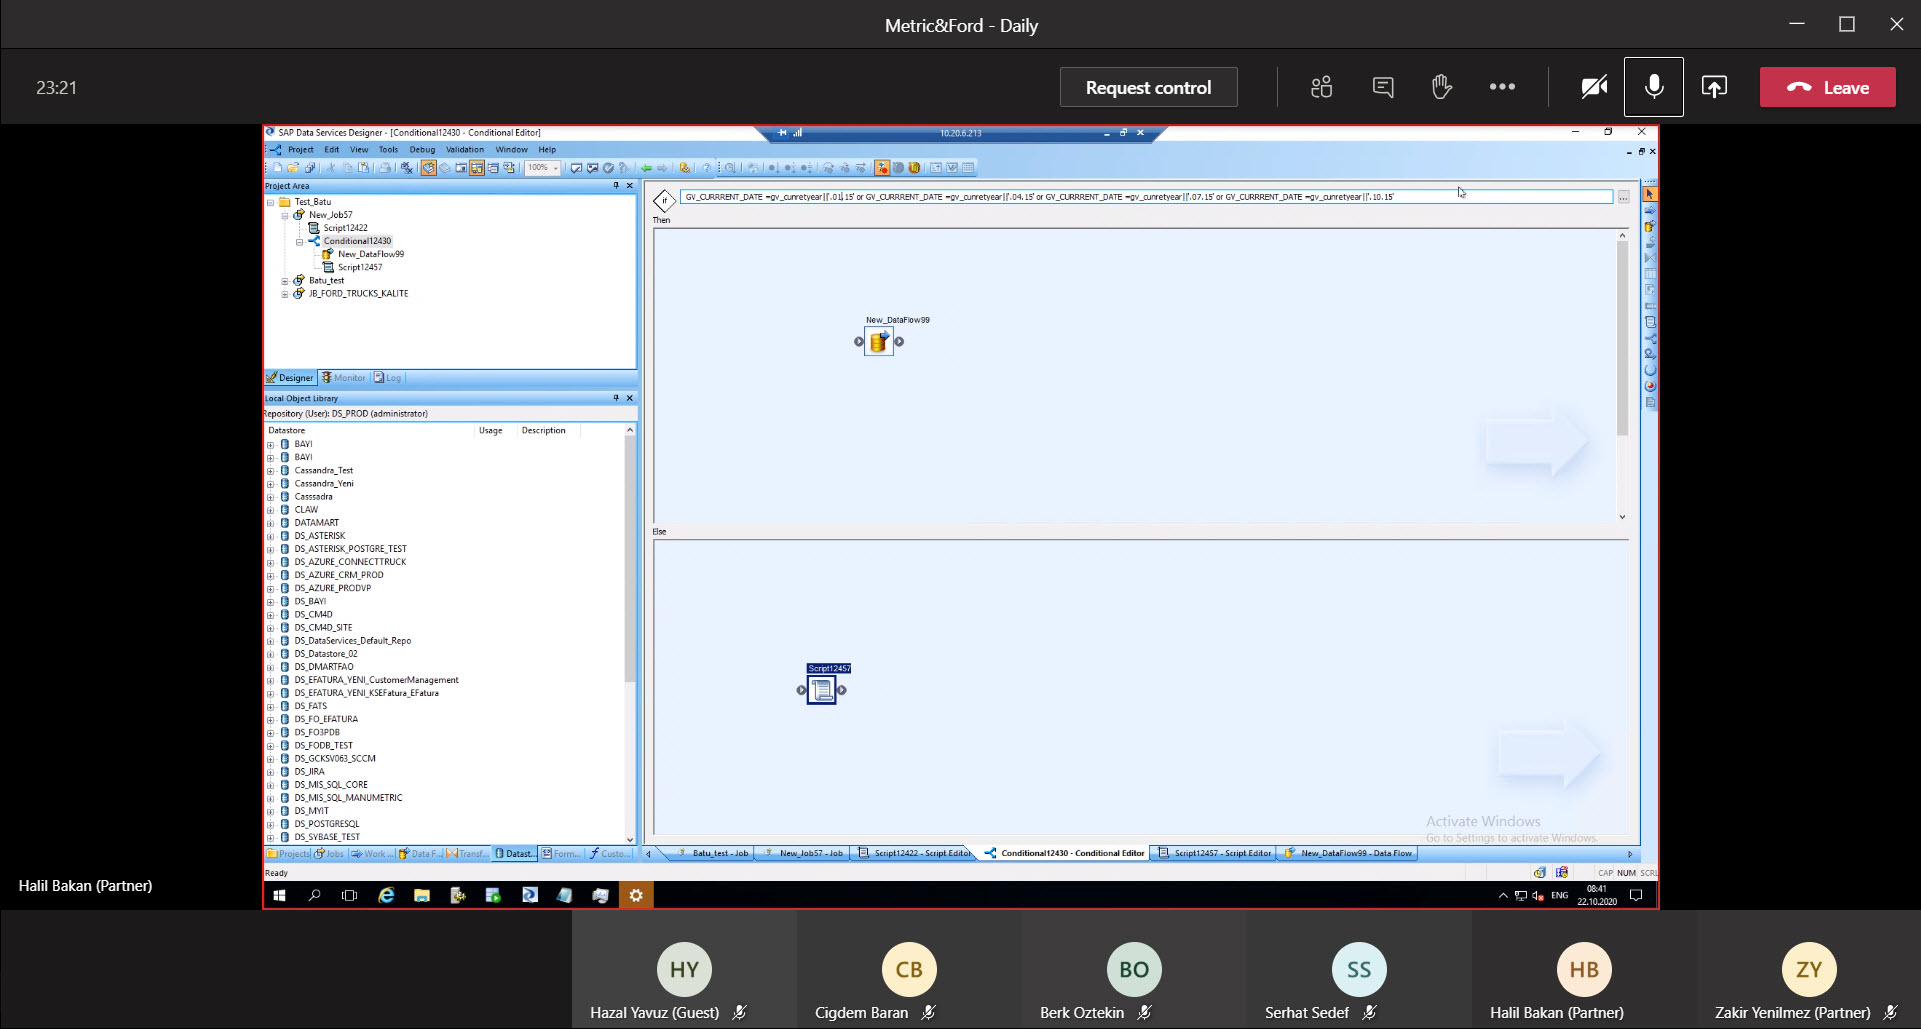 Metric&Ford - Daily
23:21
Request control
Leave
SAP Data Services Designer - [Conditional12430 - Conditional Editor]
10.20.6.213
Project Edit View Tools Debug Validation Window Help
100%
Project Area
Test_Batu
New_Job57
Script12422
Conditional12430
New_DataFlow99
Script12457
Batu_test
JB_FORD_TRUCKS_KALITE
Designer Monitor Log
Local Object Library
Repository (User): DS_PROD (administrator)
Datastore Usage Description
BAYI
BAYI
Cassandra_Test
Cassandra_Yeni
Casssadra
CLAW
DATAMART
DS_ASTERISK
DS_ASTERISK_POSTGRE_TEST
DS_AZURE_CONNECTTRUCK
DS_AZURE_CRM_PROD
DS_AZURE_PRODVP
DS_BAYI
DS_CM4D
DS_CM4D_SITE
DS_DataServices_Default_Repo
DS_Datastore_02
DS_DMARTFAO
DS_EFATURA_YENI_CustomerManagement
DS_EFATURA_YENI_KSEFatura_EFatura
DS_FATS
DS_FO_EFATURA
DS_FO3PDB
DS_FODB_TEST
DS_GCKSV063_SCCM
DS_JIRA
DS_MIS_SQL_CORE
DS_MIS_SQL_MANUMETRIC
DS_MYIT
DS_POSTGRESQL
DS_SYBASE_TEST
Projects Jobs Work ... Data F... Transf... Datast... Form... Custo...
Ready
if
GV_CURRRENT_DATE =gv_cunretyear||'.01.15' or GV_CURRRENT_DATE =gv_cunretyear||'.04.15' or GV_CURRRENT_DATE =gv_cunretyear||'.07.15' or GV_CURRRENT_DATE =gv_cunretyear||'.10.15'
...
Then
New_DataFlow99
Else
Script12457
Activate Windows
Go to Settings to activate Windows.
Batu_test - Job New_Job57 - Job Script12422 - Script Editor Conditional12430 - Conditional Editor Script12457 - Script Editor New_DataFlow99 - Data Flow
CAP NUM SCRL
ENG
08:41
22.10.2020
Halil Bakan (Partner)
HY CB BO SS HB ZY
Hazal Yavuz (Guest) Cigdem Baran Berk Oztekin Serhat Sedef Halil Bakan (Partner) Zakir Yenilmez (Partner)